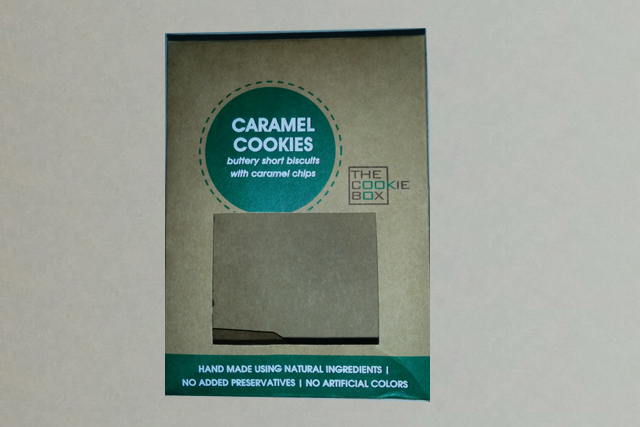 CARAMEL
COOKIES
buttery short biscuits
with caramel chips
THE
COOKIE
BOX
HAND MADE USING NATURAL INGREDIENTS |
NO ADDED PRESERVATIVES | NO ARTIFICIAL COLORS